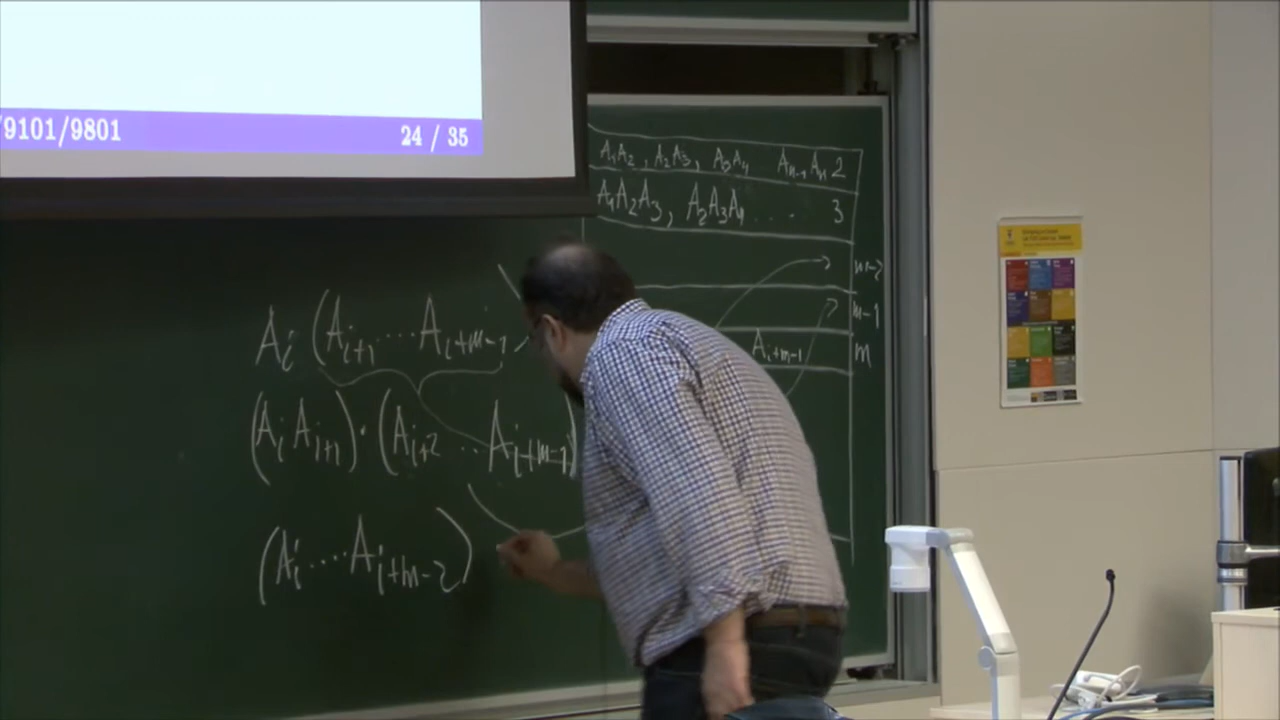 /9101/9801
24 / 35
A₁A₂, A₂A₃, A₃A₄ Aₙ₋₁Aₙ 2
A₁A₂A₃, A₂A₃A₄ .... 3
m-2
m-1
Aᵢ₊ₘ₋₁ m
Aᵢ (Aᵢ₊₁ .... Aᵢ₊ₘ₋₁)
(Aᵢ Aᵢ₊₁) · (Aᵢ₊₂ .. Aᵢ₊ₘ₋₁)
(Aᵢ .... Aᵢ₊ₘ₋₂)